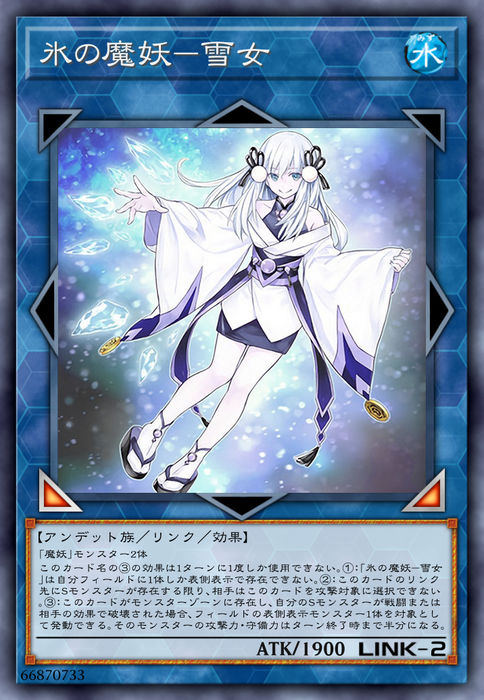 氷の魔妖－雪女
みず
水
【アンデット族／リンク／効果】
「魔妖」モンスター2体
このカード名の③の効果は1ターンに1度しか使用できない。①:「氷の魔妖－雪女
」は自分フィールドに1体しか表側表示で存在できない。②:このカードのリンク
先にSモンスターが存在する限り、相手はこのカードを攻撃対象に選択できない
。③:このカードがモンスターゾーンに存在し、自分のSモンスターが戦闘または
相手の効果で破壊された場合、フィールドの表側表示モンスター1体を対象とし
て発動できる。そのモンスターの攻撃力・守備力はターン終了時まで半分になる。
ATK/1900 LINK-2
66870733